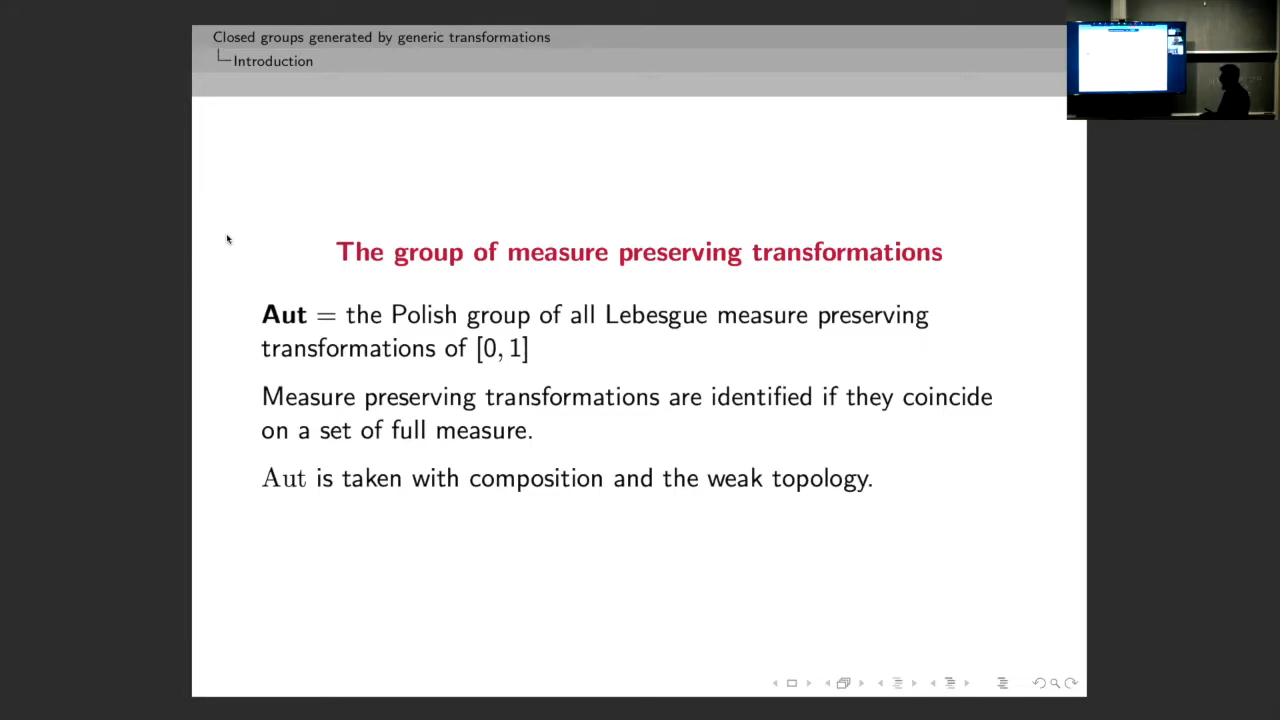 Closed groups generated by generic transformations
Introduction
The group of measure preserving transformations
Aut = the Polish group of all Lebesgue measure preserving
transformations of [0, 1]
Measure preserving transformations are identified if they coincide
on a set of full measure.
Aut is taken with composition and the weak topology.